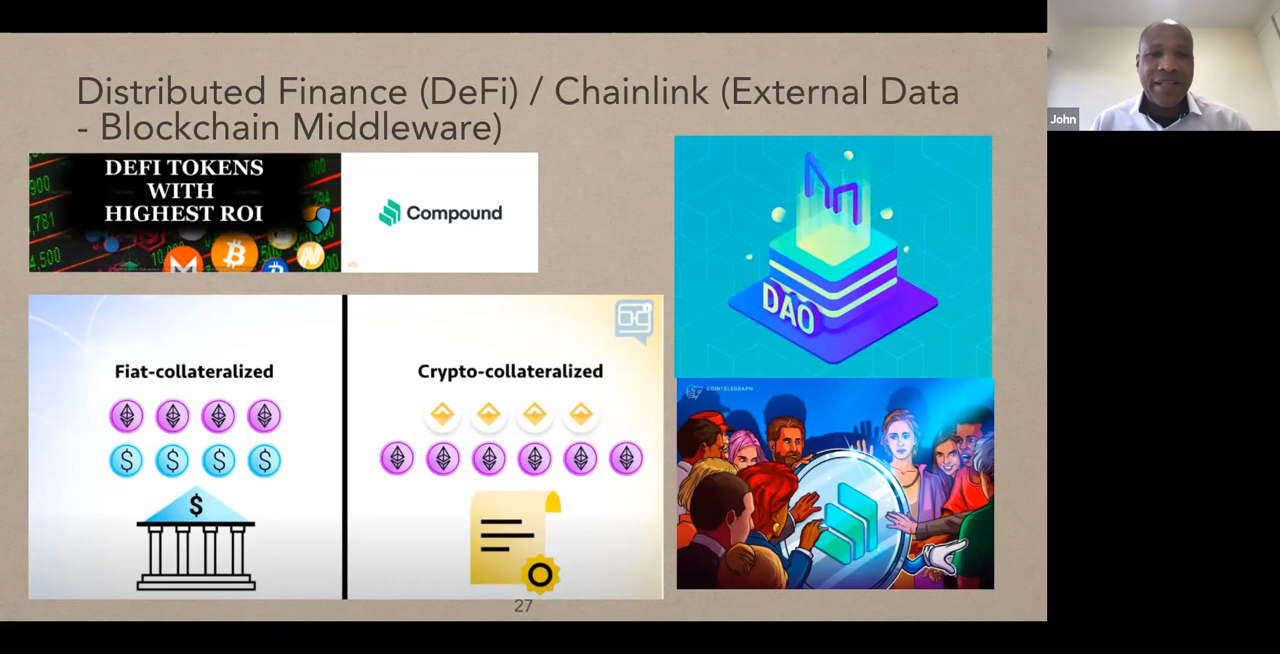 Distributed Finance (DeFi) / Chainlink (External Data
- Blockchain Middleware)
John
DEFI TOKENS
WITH
HIGHEST ROI
Compound
DAO
Fiat-collateralized
Crypto-collateralized
$ $ $ $
$
COINTELEGRAPH
27